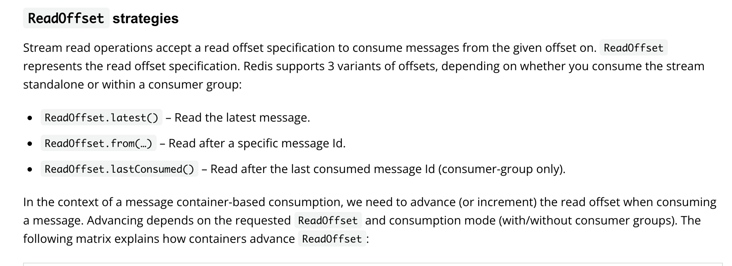 ReadOffset strategies
Stream read operations accept a read offset specification to consume messages from the given offset on. ReadOffset
represents the read offset specification. Redis supports 3 variants of offsets, depending on whether you consume the stream
standalone or within a consumer group:
• ReadOffset.latest() – Read the latest message.
• ReadOffset.from(…) – Read after a specific message Id.
• ReadOffset.lastConsumed() – Read after the last consumed message Id (consumer-group only).
In the context of a message container-based consumption, we need to advance (or increment) the read offset when consuming
a message. Advancing depends on the requested ReadOffset and consumption mode (with/without consumer groups). The
following matrix explains how containers advance ReadOffset: